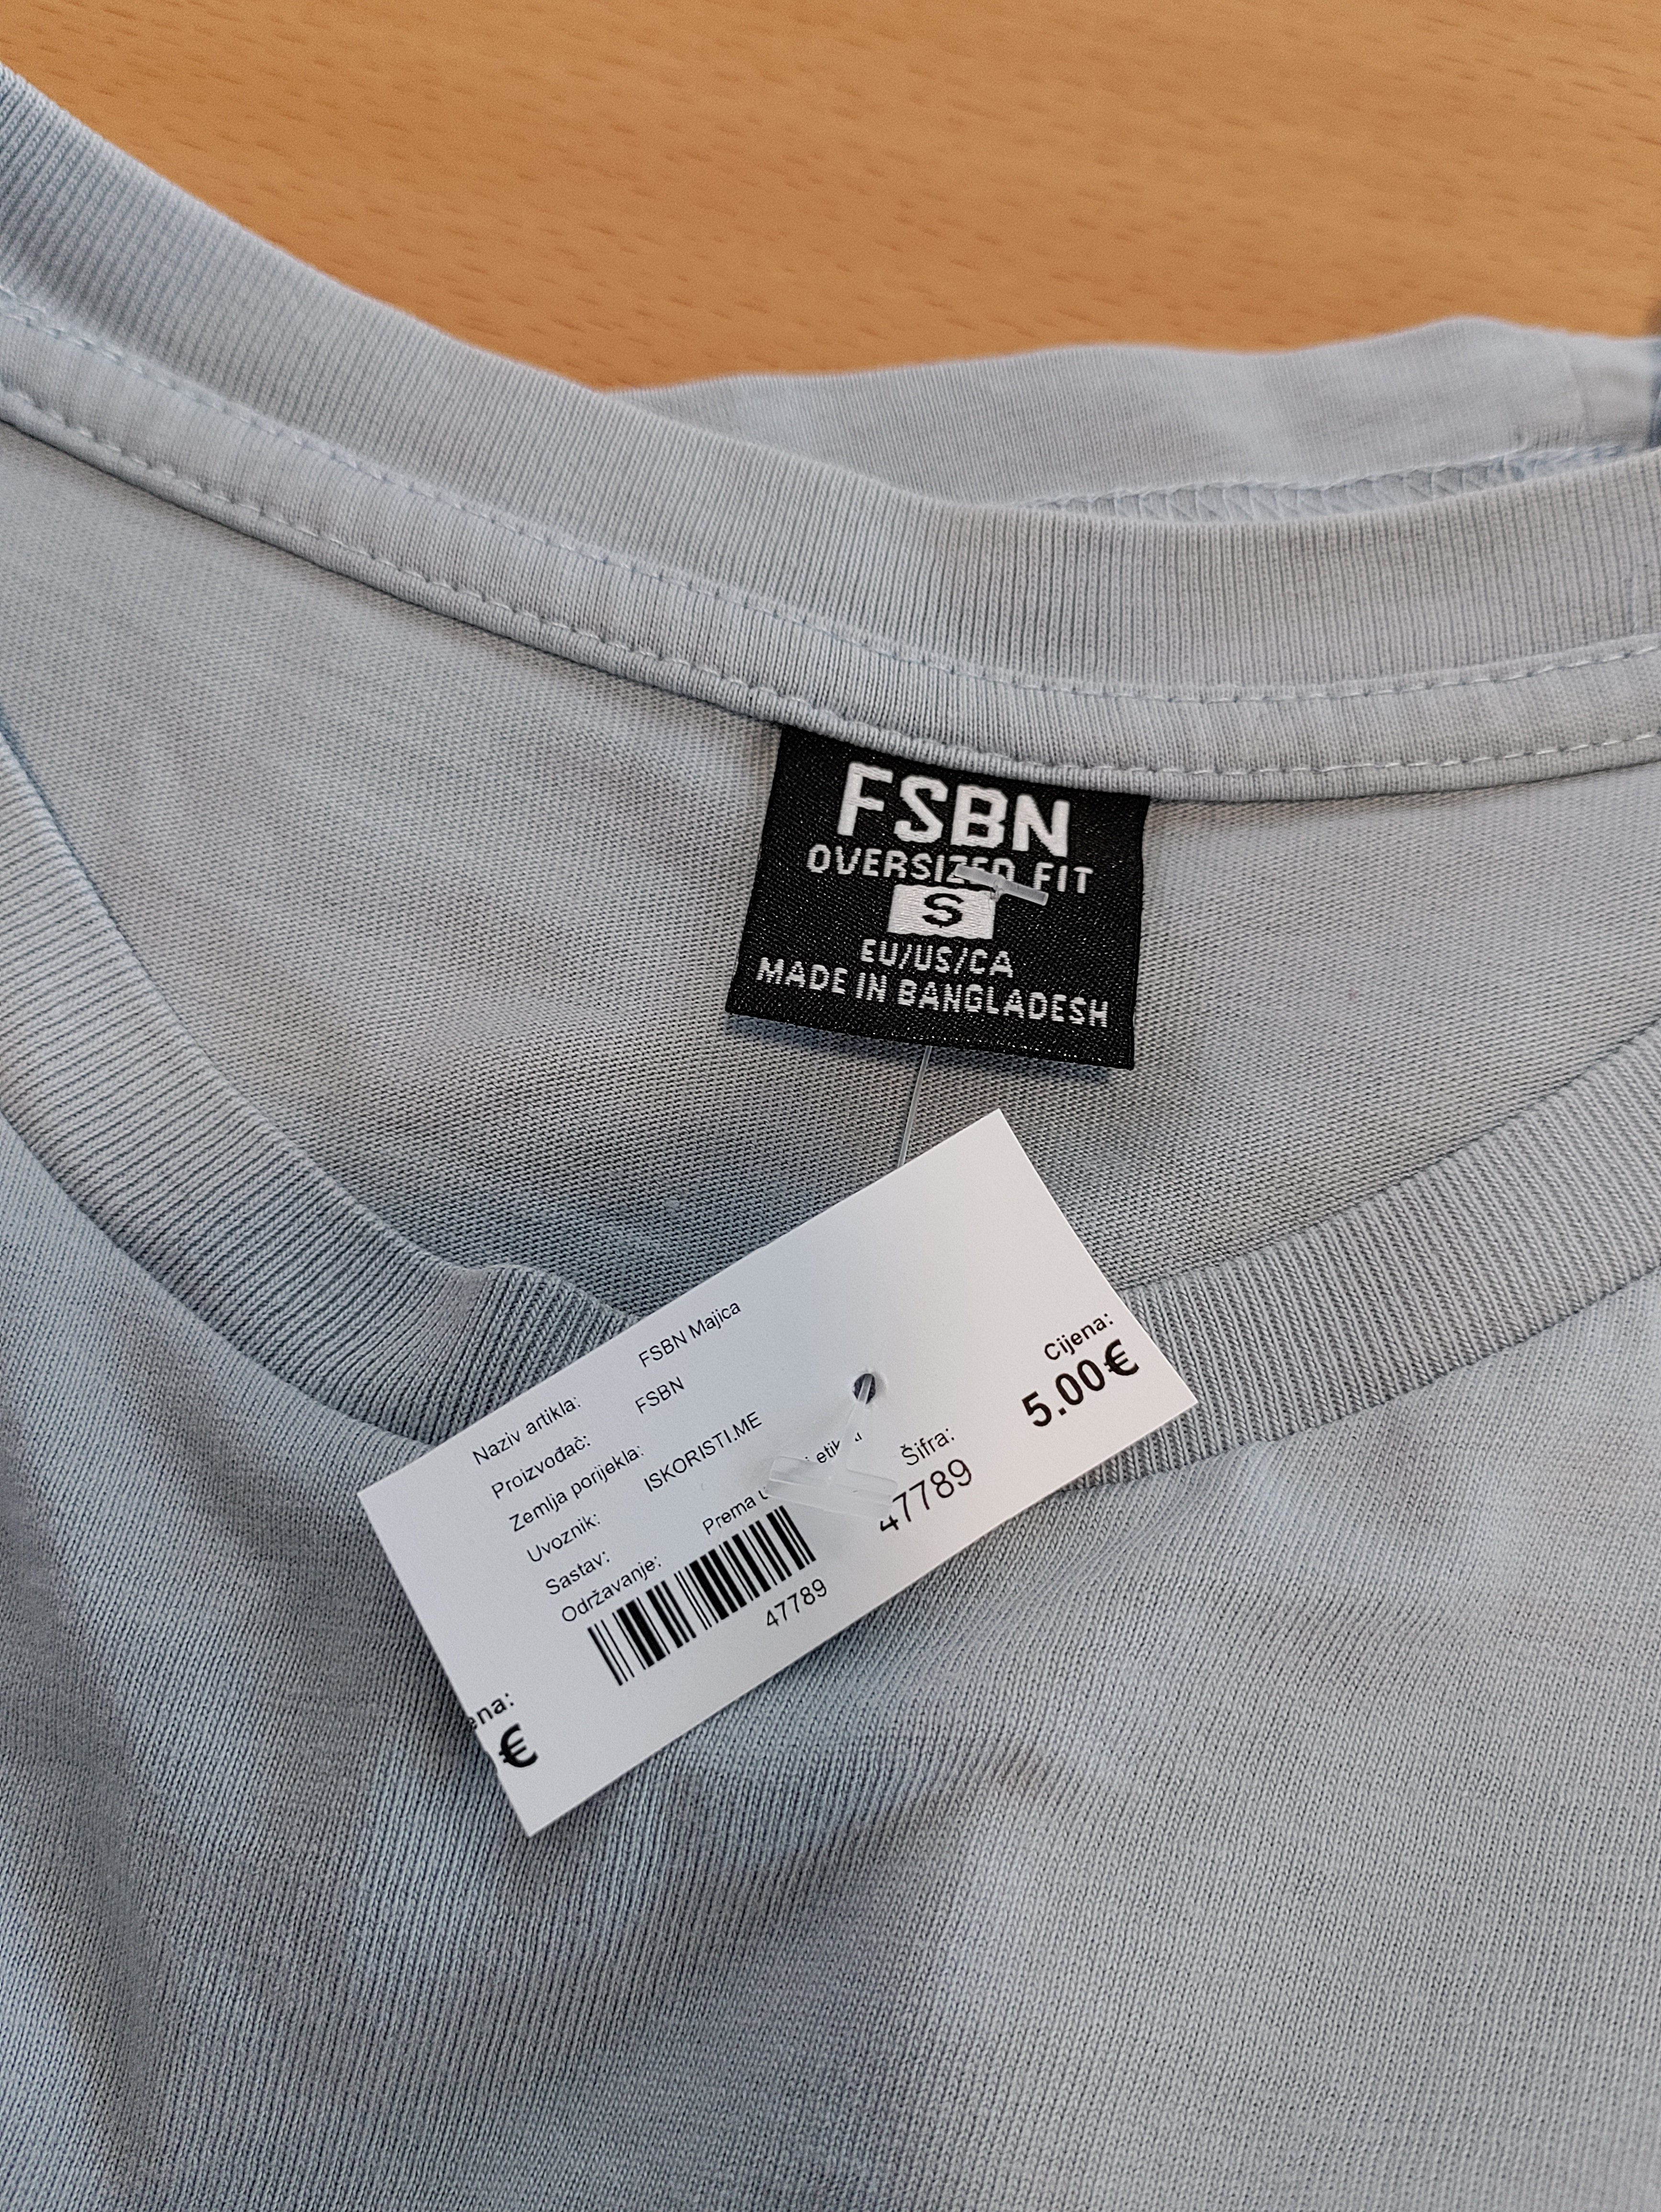 FSBN
OVERSIZED FIT
S
EU/US/CA
MADE IN BANGLADESH
Naziv artikla: FSBN Majica
Proizvođač: FSBN
Zemlja porijekla:
Uvoznik: ISKORISTI.ME
Sastav:
Održavanje: Prema
47789
Šifra:
47789
Cijena:
5.00€
ena:
€